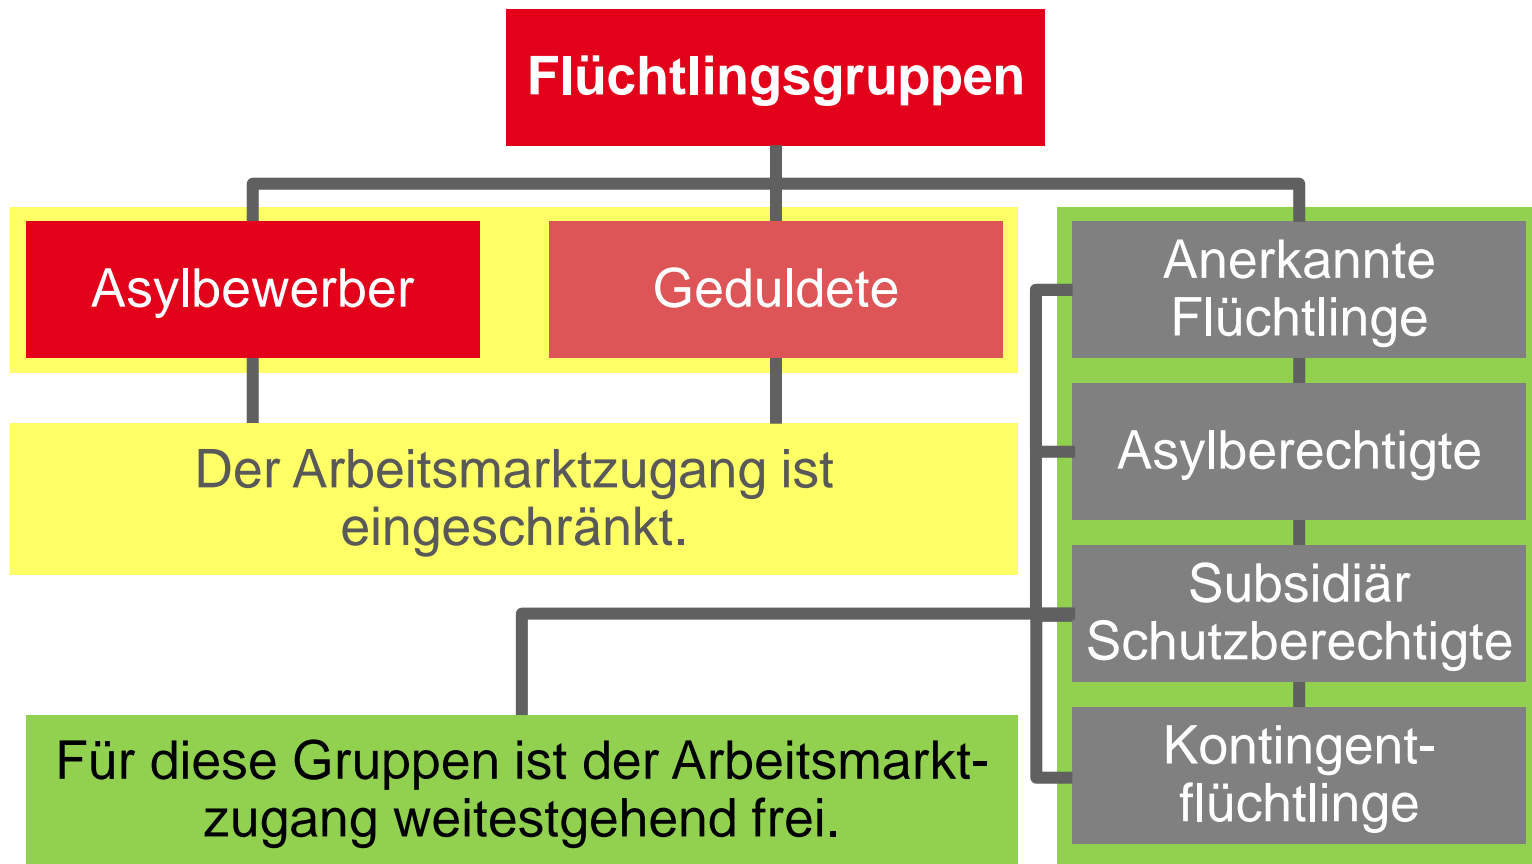 Flüchtlingsgruppen
Asylbewerber
Geduldete
Anerkannte
Flüchtlinge
Asylberechtigte
Der Arbeitsmarktzugang ist
eingeschränkt.
Subsidiär
Schutzberechtigte
Kontingent-
flüchtlinge
Für diese Gruppen ist der Arbeitsmarkt-
zugang weitestgehend frei.